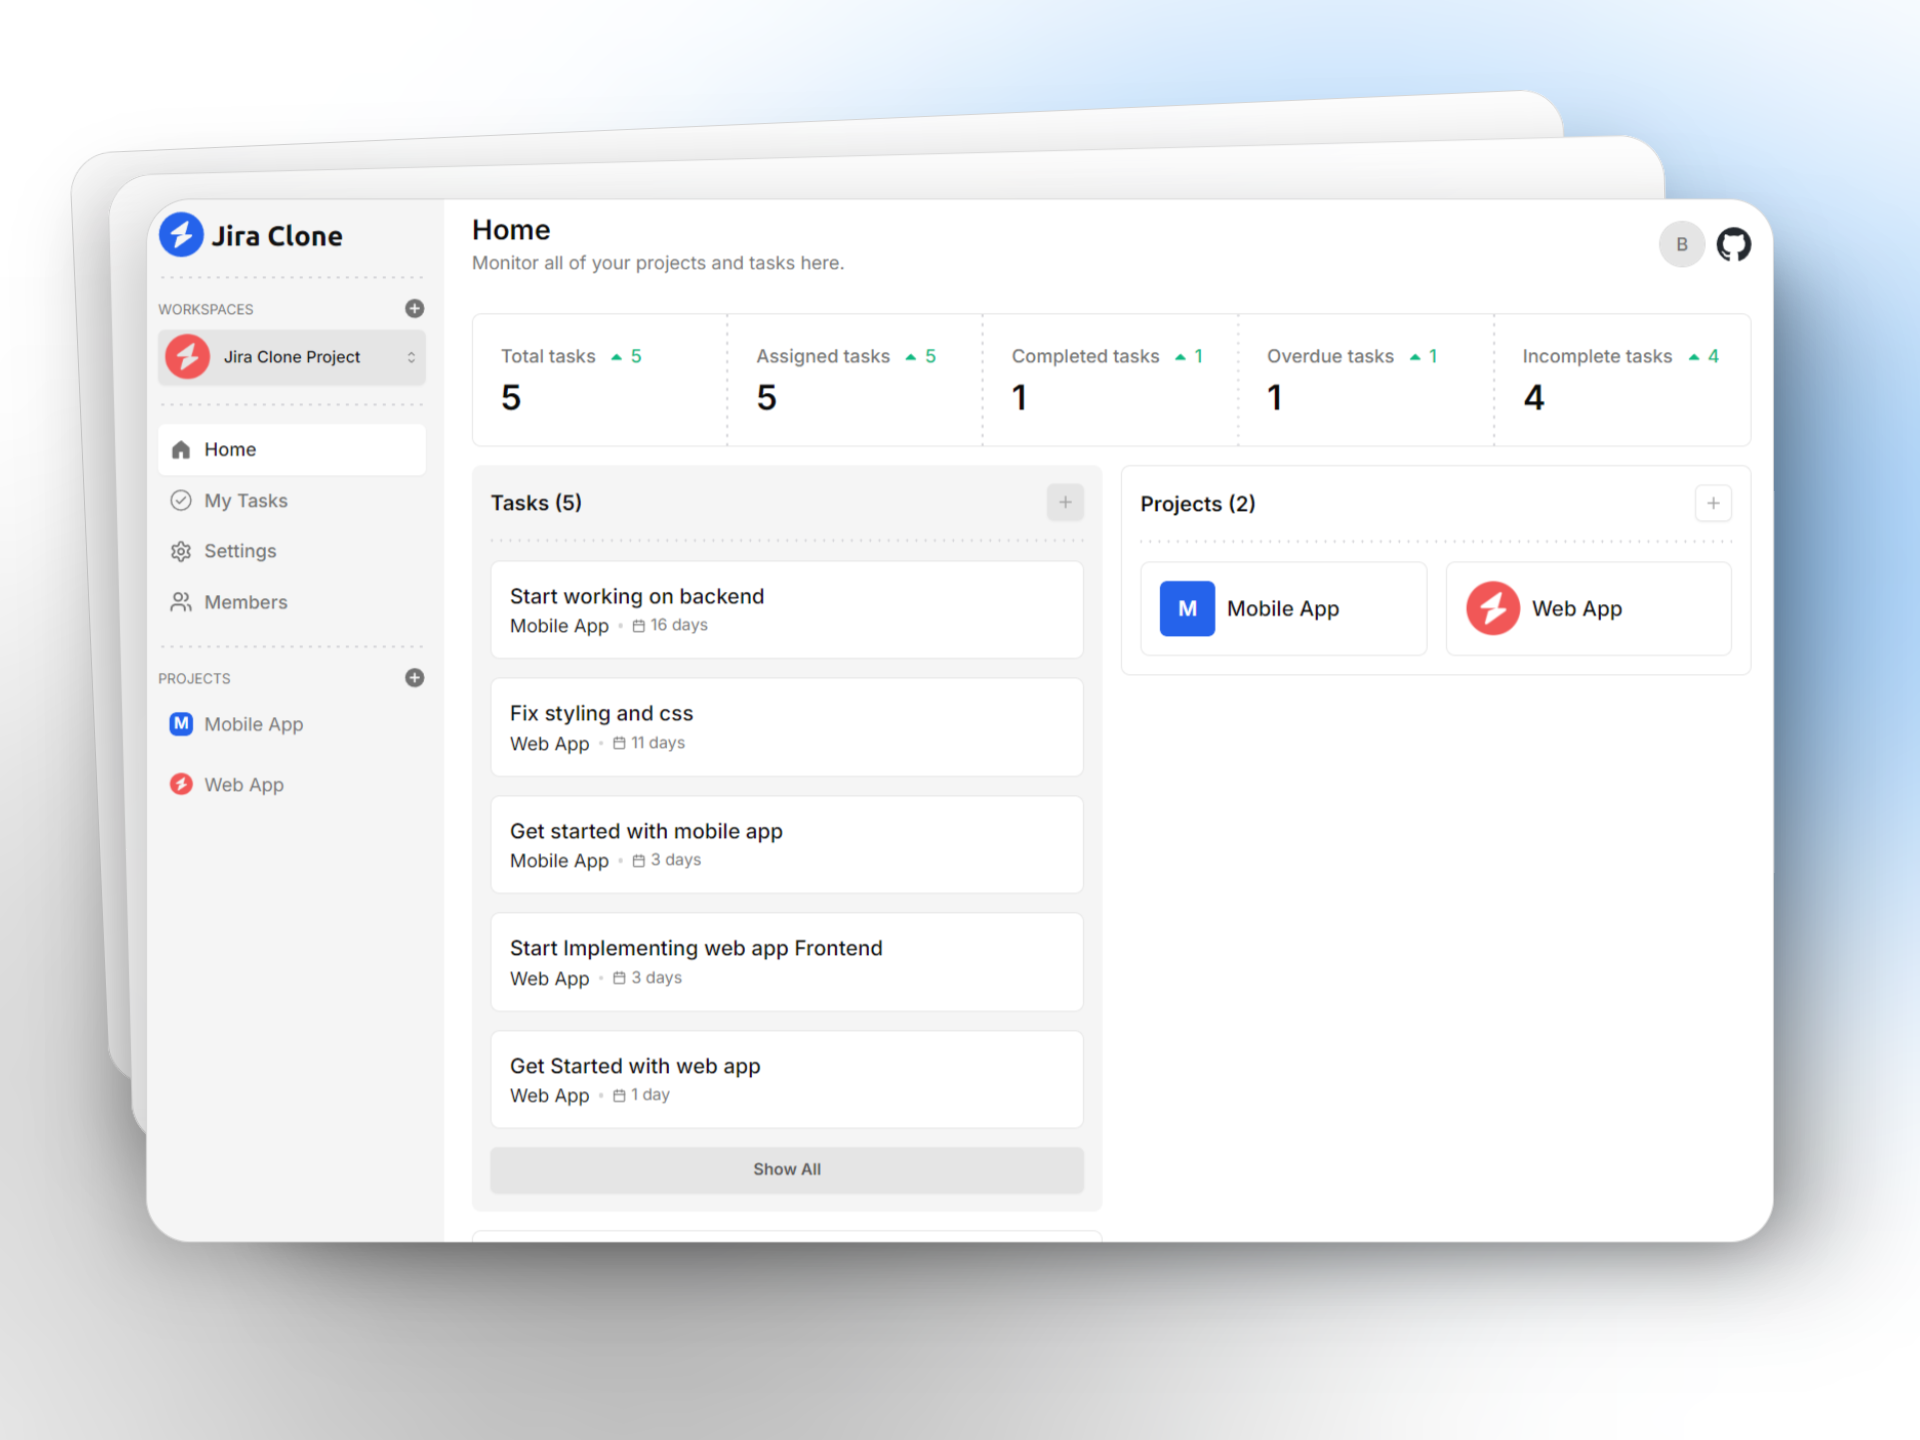 Jira Clone
WORKSPACES
Jira Clone Project
Home
My Tasks
Settings
Members
PROJECTS
M Mobile App
Web App
Home
Monitor all of your projects and tasks here.
B
Total tasks 5
5
Assigned tasks 5
5
Completed tasks 1
1
Overdue tasks 1
1
Incomplete tasks 4
4
Tasks (5)
Start working on backend
Mobile App • 16 days
Fix styling and css
Web App • 11 days
Get started with mobile app
Mobile App • 3 days
Start Implementing web app Frontend
Web App • 3 days
Get Started with web app
Web App • 1 day
Show All
Projects (2)
M Mobile App
Web App